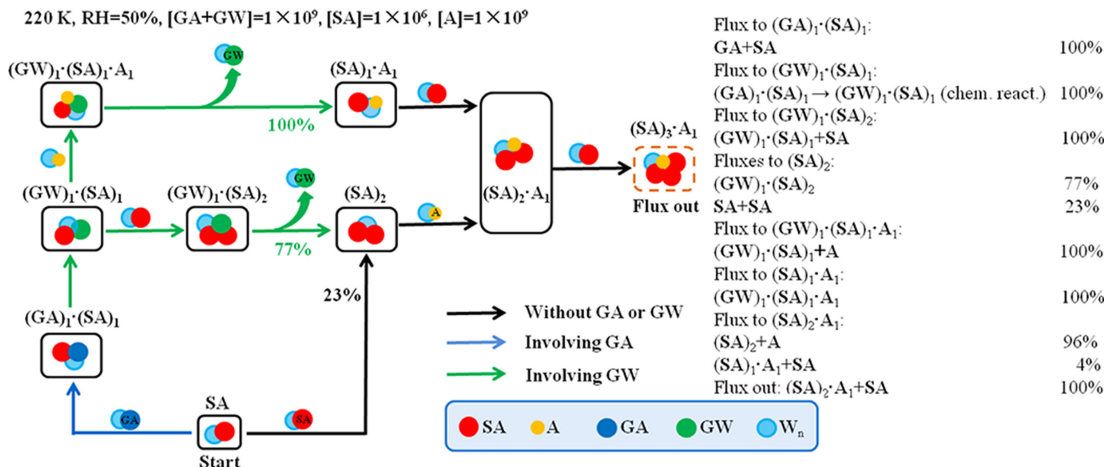 220 K, RH=50%, [GA+GW]=1×10⁹, [SA]=1×10⁶, [A]=1×10⁹
GW
(GW)₁·(SA)₁·A₁
(SA)₁·A₁
100%
(SA)₃·A₁
(GW)₁·(SA)₁
(GW)₁·(SA)₂
GW
(SA)₂
(SA)₂·A₁
A
Flux out
77%
23%
(GA)₁·(SA)₁
Without GA or GW
Involving GA
Involving GW
SA
GA
SA
Start
SA A GA GW Wₙ
Flux to (GA)₁·(SA)₁:
GA+SA 100%
Flux to (GW)₁·(SA)₁:
(GA)₁·(SA)₁→(GW)₁·(SA)₁ (chem. react.) 100%
Flux to (GW)₁·(SA)₂:
(GW)₁·(SA)₁+SA 100%
Fluxes to (SA)₂:
(GW)₁·(SA)₂ 77%
SA+SA 23%
Flux to (GW)₁·(SA)₁·A₁:
(GW)₁·(SA)₁+A 100%
Flux to (SA)₁·A₁:
(GW)₁·(SA)₁·A₁ 100%
Flux to (SA)₂·A₁:
(SA)₂+A 96%
(SA)₁·A₁+SA 4%
Flux out: (SA)₂·A₁+SA 100%